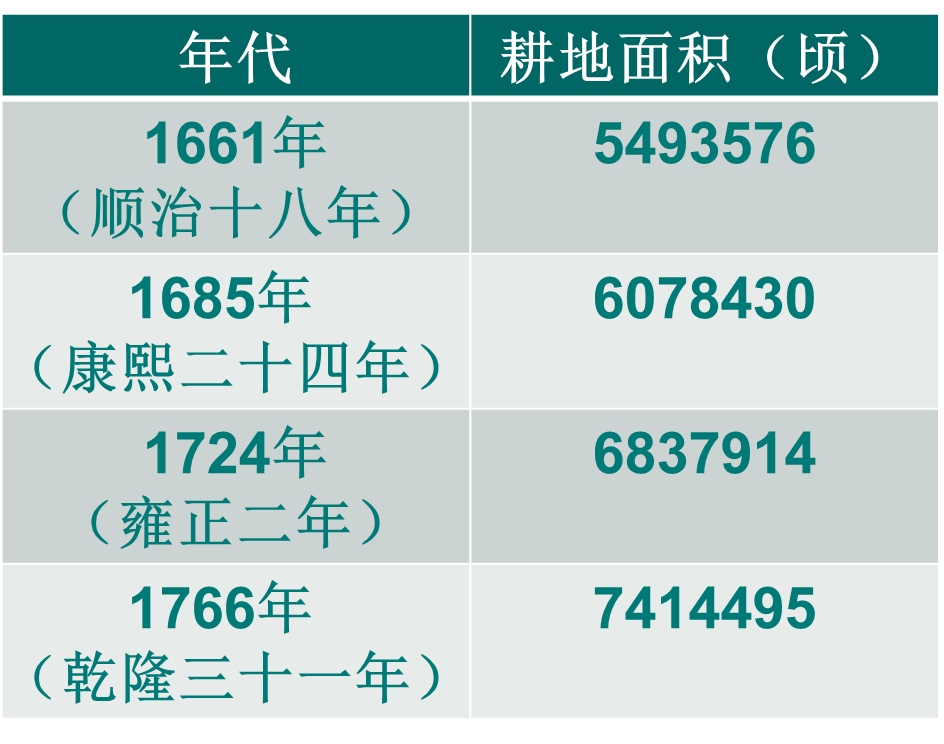 年代 耕地面积（顷）
1661年 5493576
（顺治十八年）
1685年 6078430
（康熙二十四年）
1724年 6837914
（雍正二年）
1766年 7414495
（乾隆三十一年）